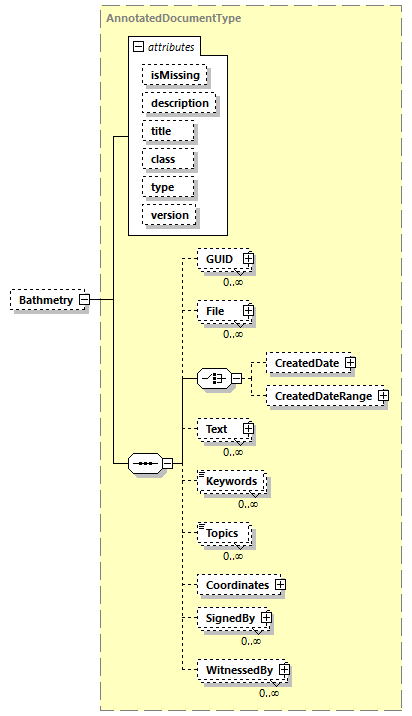 AnnotatedDocumentType
attributes
isMissing
description
title
class
type
version
Bathmetry
GUID
0..∞
File
0..∞
CreatedDate
CreatedDateRange
Text
0..∞
Keywords
0..∞
Topics
0..∞
Coordinates
SignedBy
0..∞
WitnessedBy
0..∞